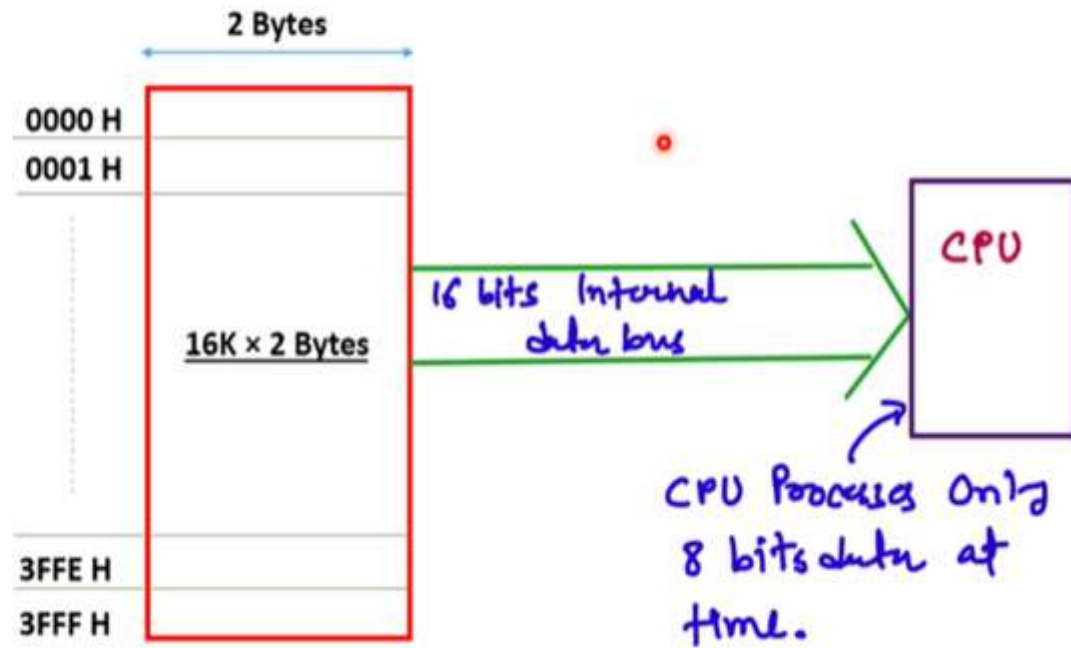 2 Bytes
0000 H
0001 H
16 bits Internal
data bus
16K × 2 Bytes
CPU
CPU Processes Only
8 bits data at
time.
3FFE H
3FFF H